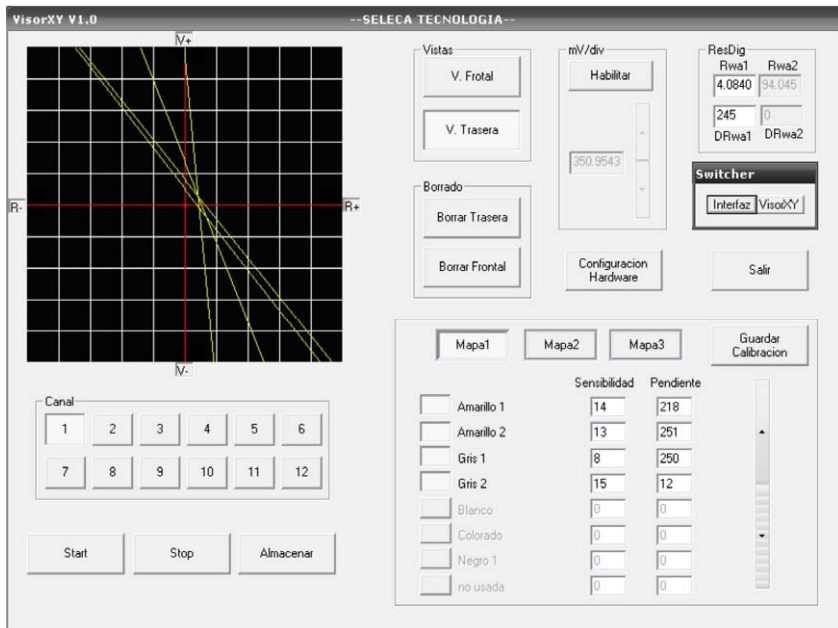 VisorXY V1.0 --SELECA TECNOLOGIA--
V+
R-
R+
V-
Vistas
V. Frotal
V. Trasera
Borrado
Borrar Trasera
Borrar Frontal
mV/div
Habilitar
350.9543
Configuracion
Hardware
ResDig
Rwa1 Rwa2
4.0840 94.045
245 0
DRwa1 DRwa2
Switcher
Interfaz VisorXY
Salir
Canal
1 2 3 4 5 6
7 8 9 10 11 12
Start Stop Almacenar
Mapa1 Mapa2 Mapa3
Guardar
Calibracion
Sensibilidad Pendiente
Amarillo 1 14 218
Amarillo 2 13 251
Gris 1 8 250
Gris 2 15 12
Blanco 0 0
Colorado 0 0
Negro 1 0 0
no usada 0 0